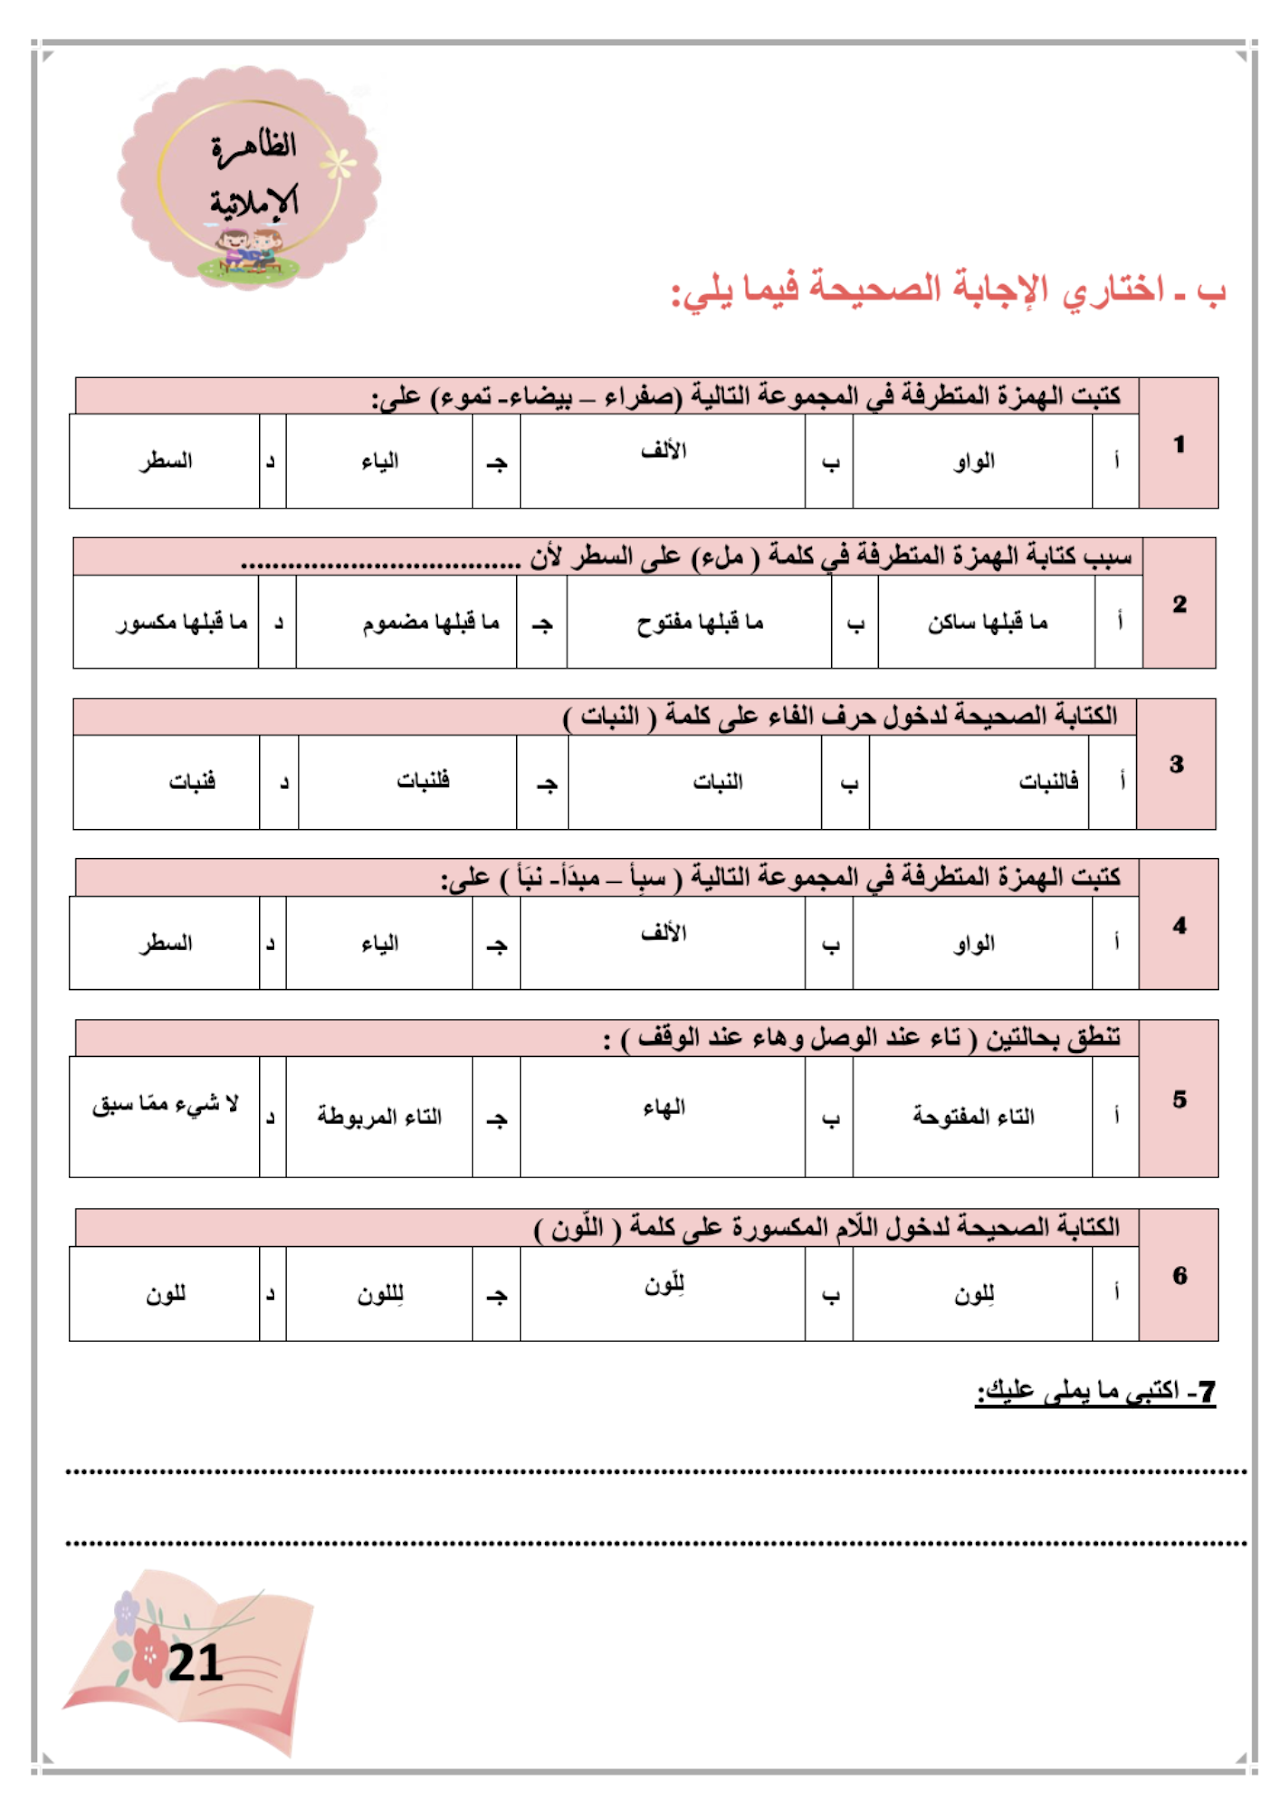 الظاهرة
الإملائية
ب ـ اختاري الإجابة الصحيحة فيما يلي:
1
كتبت الهمزة المتطرفة في المجموعة التالية (صفراء – بيضاء- تموء) على:
أ الواو ب الألف جـ الياء د السطر
2
سبب كتابة الهمزة المتطرفة في كلمة ( ملء) على السطر لأن ....................................
أ ما قبلها ساكن ب ما قبلها مفتوح جـ ما قبلها مضموم د ما قبلها مكسور
3
الكتابة الصحيحة لدخول حرف الفاء على كلمة ( النبات )
أ فالنبات ب النبات جـ فلنبات د فنبات
4
كتبت الهمزة المتطرفة في المجموعة التالية ( سبأ – مبدَأ- نبَأ ) على:
أ الواو ب الألف جـ الياء د السطر
5
تنطق بحالتين ( تاء عند الوصل وهاء عند الوقف ) :
أ التاء المفتوحة ب الهاء جـ التاء المربوطة د لا شيء ممّا سبق
6
الكتابة الصحيحة لدخول اللّام المكسورة على كلمة ( اللّون )
أ لِلون ب لِلّون جـ لِللون د للون
7- اكتبي ما يملى عليك:
................................................................................
................................................................................
21